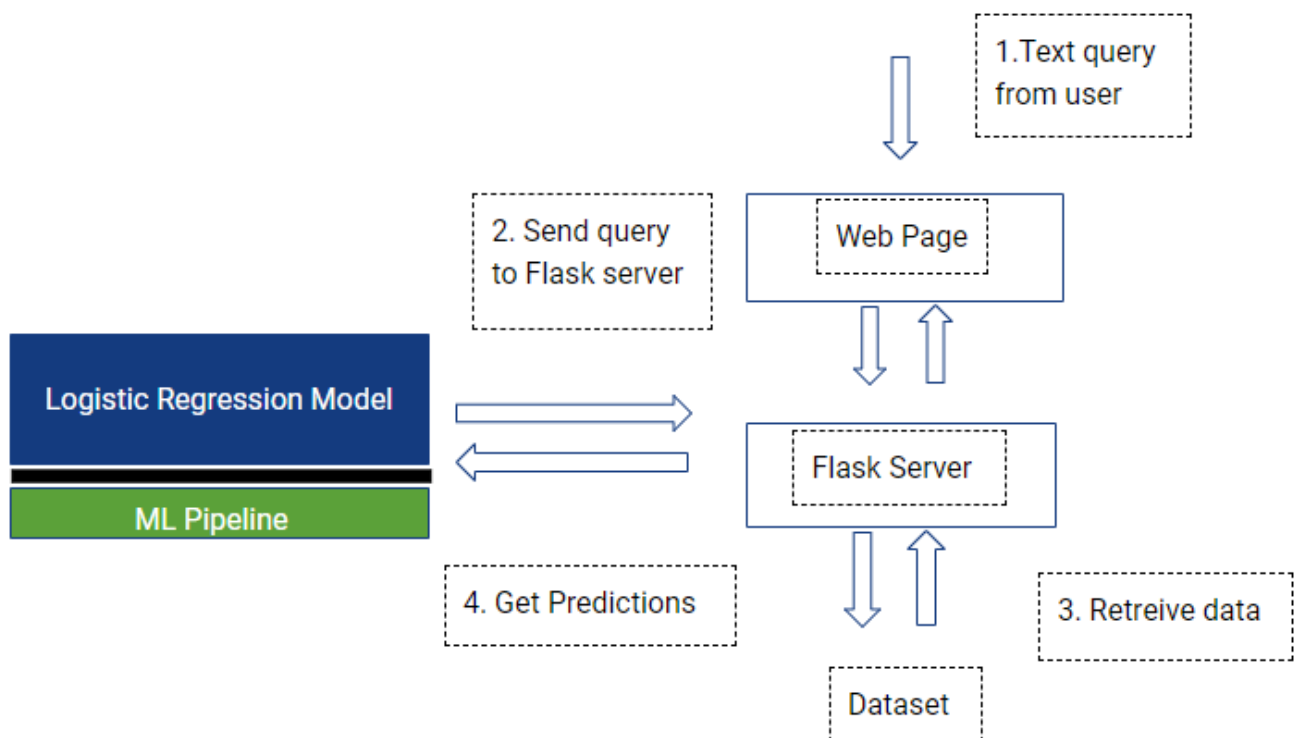 1.Text query
from user
2. Send query
to Flask server
Web Page
Logistic Regression Model
Flask Server
ML Pipeline
4. Get Predictions
3. Retreive data
Dataset